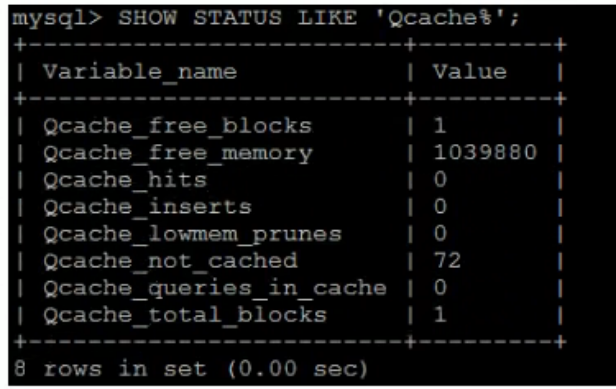 mysql> SHOW STATUS LIKE 'Qcache%';
+-------------------------+---------+
| Variable_name           | Value   |
+-------------------------+---------+
| Qcache_free_blocks      | 1       |
| Qcache_free_memory      | 1039880 |
| Qcache_hits             | 0       |
| Qcache_inserts          | 0       |
| Qcache_lowmem_prunes    | 0       |
| Qcache_not_cached       | 72      |
| Qcache_queries_in_cache | 0       |
| Qcache_total_blocks     | 1       |
+-------------------------+---------+
8 rows in set (0.00 sec)